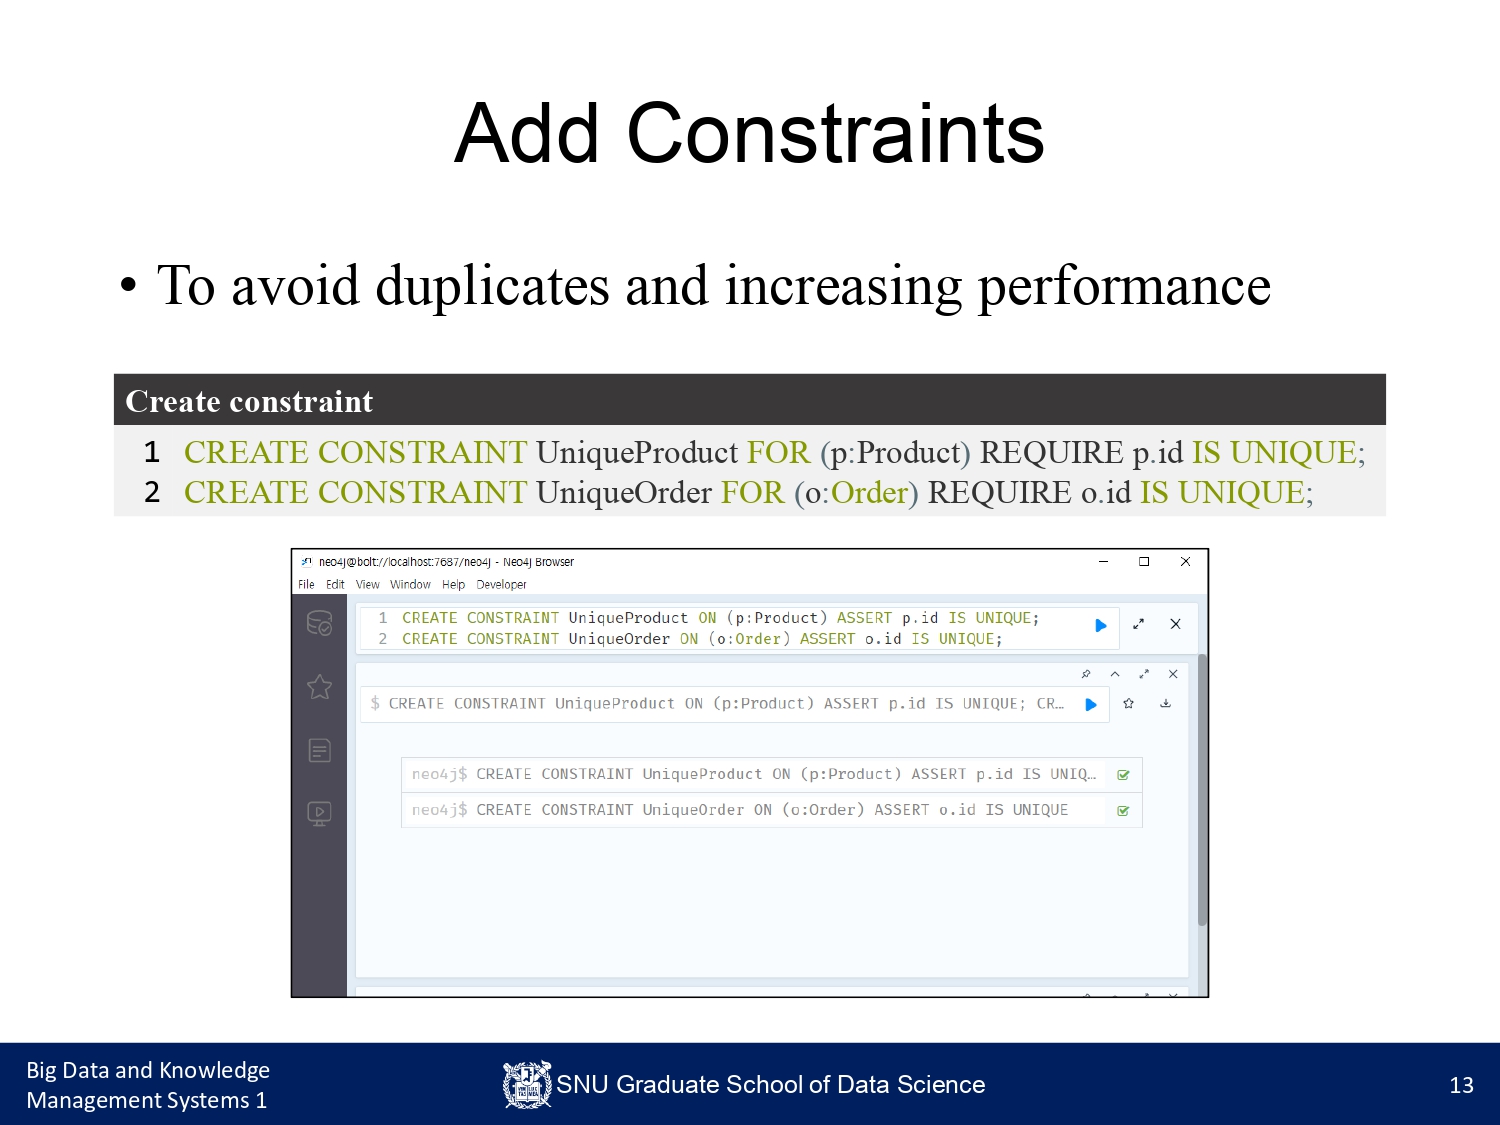 Add Constraints
• To avoid duplicates and increasing performance
Create constraint
1 CREATE CONSTRAINT UniqueProduct FOR (p:Product) REQUIRE p.id IS UNIQUE;
2 CREATE CONSTRAINT UniqueOrder FOR (o:Order) REQUIRE o.id IS UNIQUE;
neo4j@bolt://localhost:7687/neo4j - Neo4j Browser
File Edit View Window Help Developer
1 CREATE CONSTRAINT UniqueProduct ON (p:Product) ASSERT p.id IS UNIQUE;
2 CREATE CONSTRAINT UniqueOrder ON (o:Order) ASSERT o.id IS UNIQUE;
$ CREATE CONSTRAINT UniqueProduct ON (p:Product) ASSERT p.id IS UNIQUE; CR…
neo4j$ CREATE CONSTRAINT UniqueProduct ON (p:Product) ASSERT p.id IS UNIQ…
neo4j$ CREATE CONSTRAINT UniqueOrder ON (o:Order) ASSERT o.id IS UNIQUE
Big Data and Knowledge
Management Systems 1
SNU Graduate School of Data Science
13